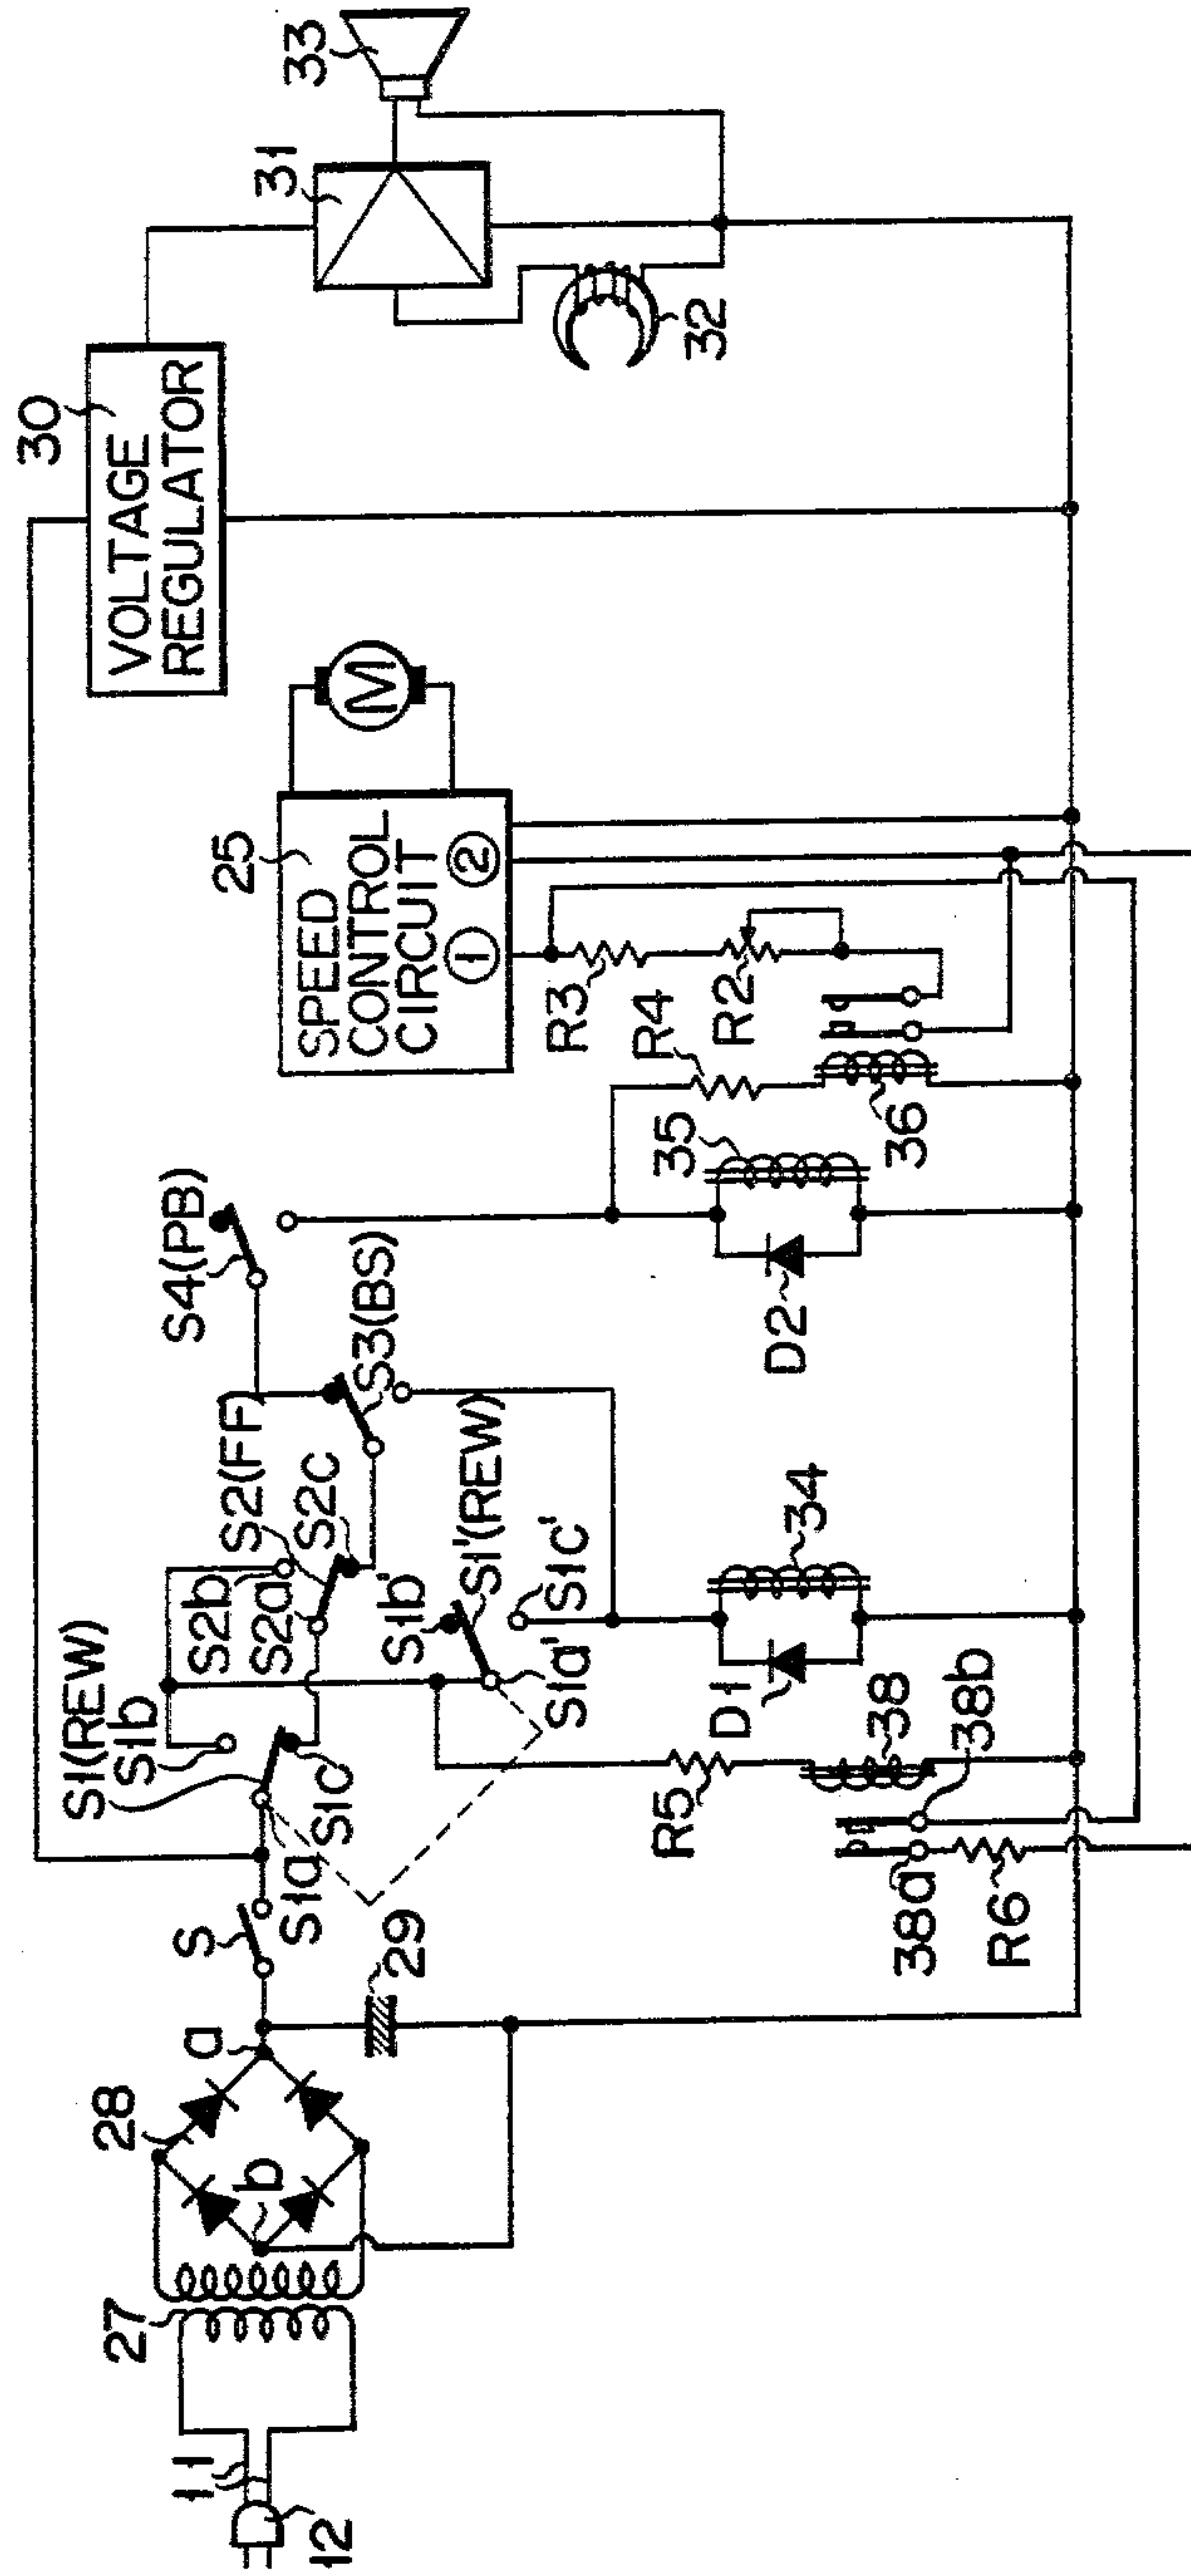 12
11
27
28
b
a
29
S
S1a
S1(REW)
S1b
S1c
S2b
S2a
S2(FF)
S2c
S1b'
S1'(REW)
S1a'
S1c'
S3(BS)
S4(PB)
D1
34
R5
38
38a
38b
R6
D2
35
R4
36
R3
R2
25
SPEED
CONTROL
CIRCUIT
1
2
M
30
VOLTAGE
REGULATOR
31
32
33